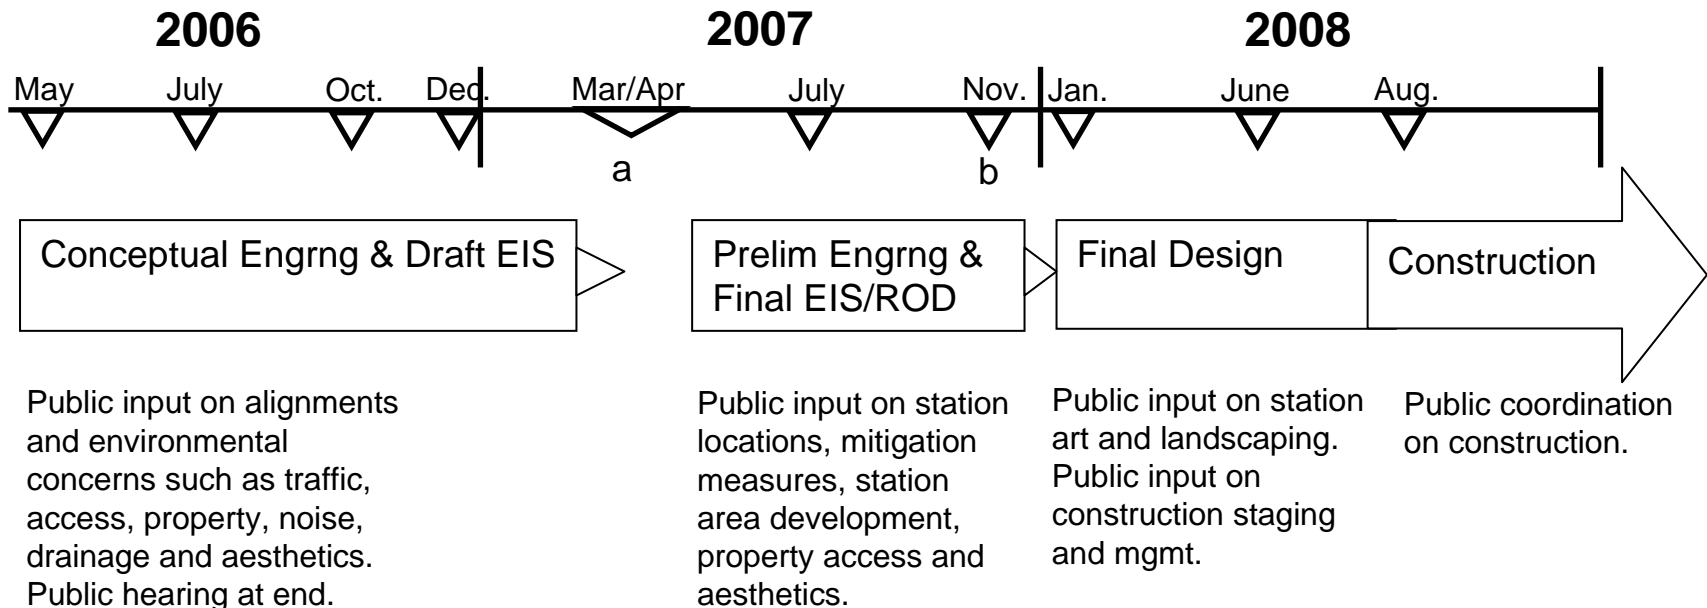 2006 2007 2008
May July Oct. Dec. Mar/Apr July Nov. Jan. June Aug.
a b
Conceptual Engrng & Draft EIS
Prelim Engrng &
Final EIS/ROD
Final Design
Construction
Public input on alignments
and environmental
concerns such as traffic,
access, property, noise,
drainage and aesthetics.
Public hearing at end.
Public input on station
locations, mitigation
measures, station
area development,
property access and
aesthetics.
Public input on station
art and landscaping.
Public input on
construction staging
and mgmt.
Public coordination
on construction.